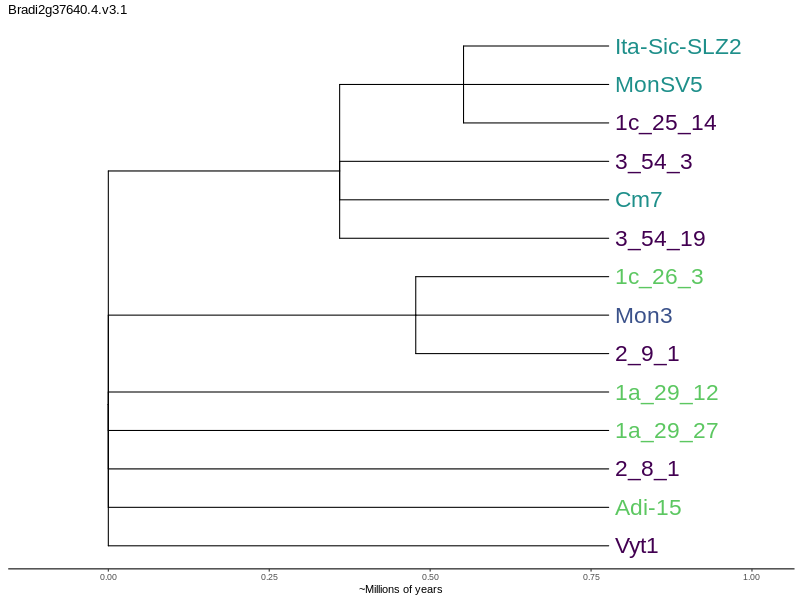 Bradi2g37640.4.v3.1
Ita-Sic-SLZ2
MonSV5
1c_25_14
3_54_3
Cm7
3_54_19
1c_26_3
Mon3
2_9_1
1a_29_12
1a_29_27
2_8_1
Adi-15
Vyt1
0.00 0.25 0.50 0.75 1.00
~Millions of years